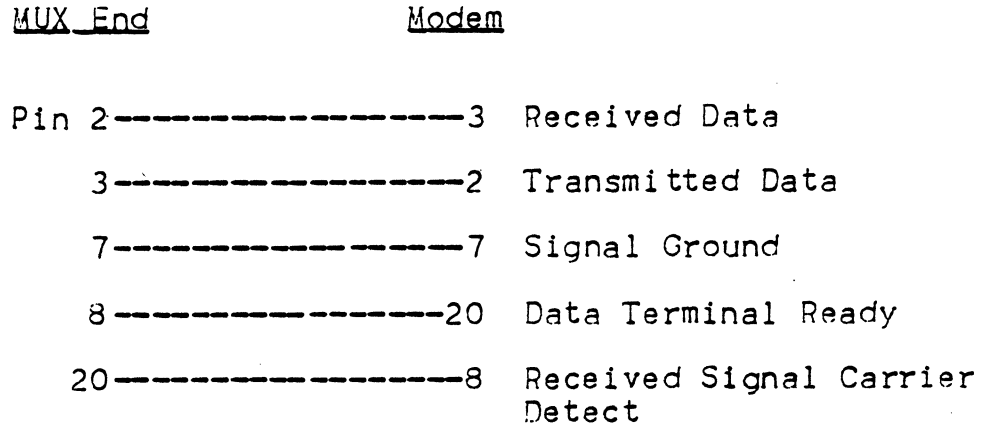 MUX End Modem
Pin 2------------------3 Received Data
3------------------2 Transmitted Data
7------------------7 Signal Ground
8-----------------20 Data Terminal Ready
20------------------8 Received Signal Carrier
Detect